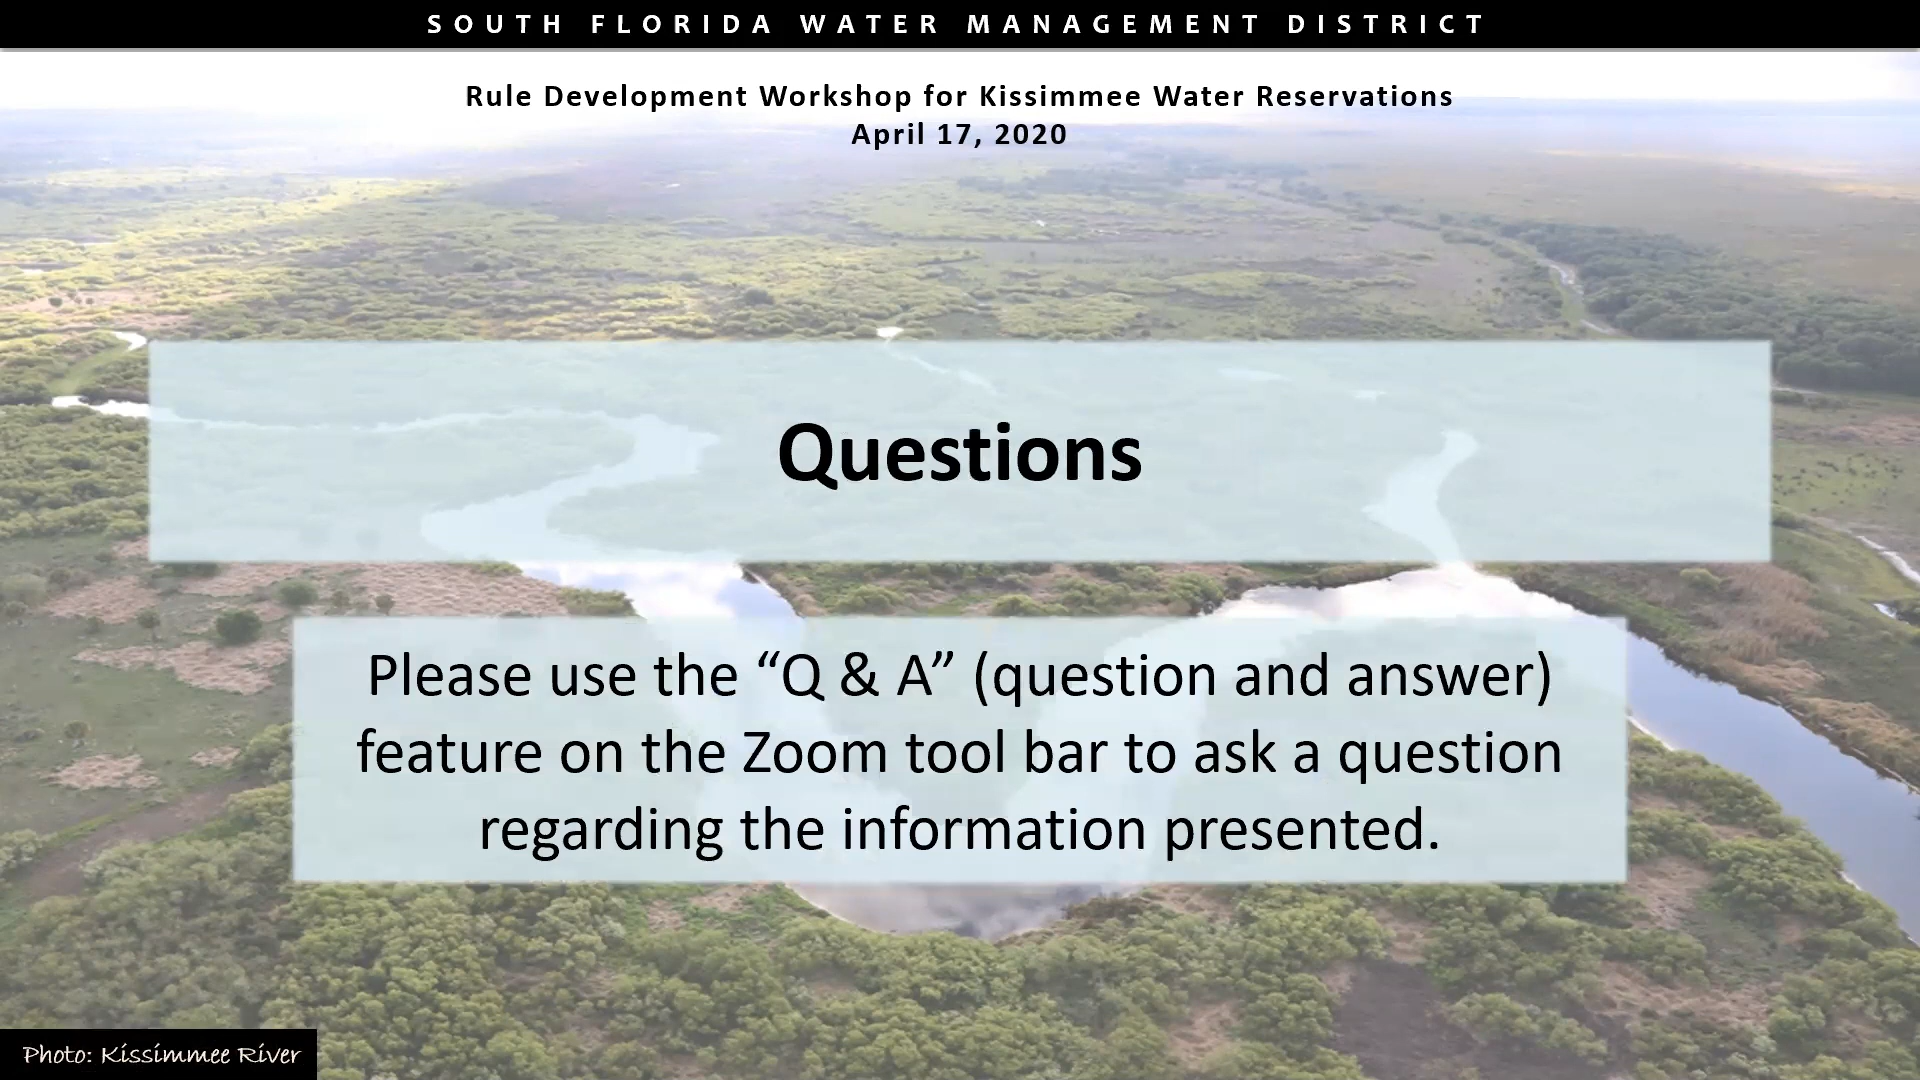 SOUTH FLORIDA WATER MANAGEMENT DISTRICT
Rule Development Workshop for Kissimmee Water Reservations
April 17, 2020
Questions
Please use the “Q & A” (question and answer)
feature on the Zoom tool bar to ask a question
regarding the information presented.
Photo: Kissimmee River